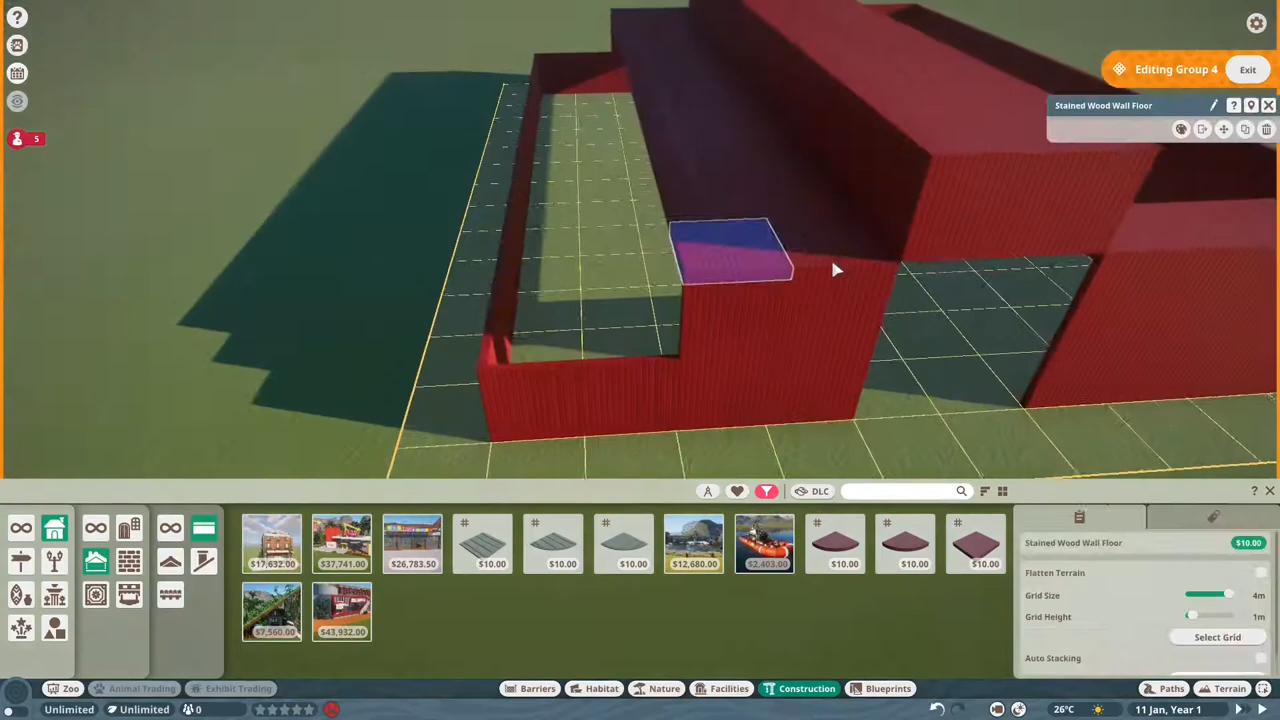 ?
Editing Group 4
Exit
Stained Wood Wall Floor
?
5
DLC
?
$17,632.00
$37,741.00
$26,783.50
$10.00
$10.00
$10.00
$12,680.00
$2,403.00
$10.00
$10.00
$10.00
$7,560.00
$43,932.00
Stained Wood Wall Floor
$10.00
Flatten Terrain
Grid Size
4m
Grid Height
1m
Select Grid
Auto Stacking
Zoo
Animal Trading
Exhibit Trading
Barriers
Habitat
Nature
Facilities
Construction
Blueprints
Paths
Terrain
Unlimited
Unlimited
0
26°C
11 Jan, Year 1